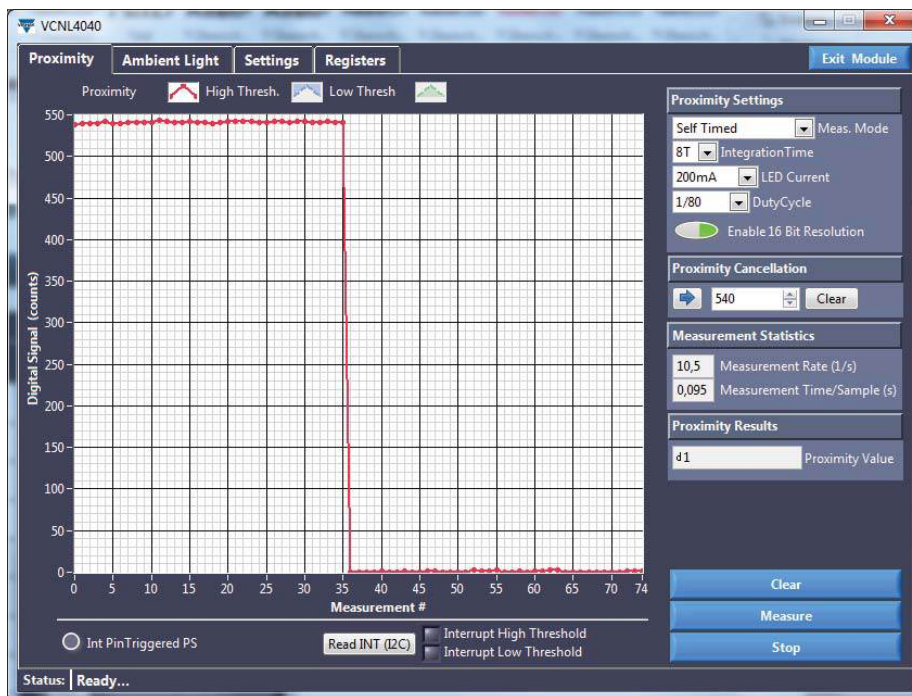 VCNL4040
Proximity Ambient Light Settings Registers Exit Module
Proximity High Thresh. Low Thresh
Digital Signal (counts)
550
500
450
400
350
300
250
200
150
100
50
0
0 5 10 15 20 25 30 35 40 45 50 55 60 65 70 74
Measurement #
Int PinTriggered PS
Read INT (I2C)
Interrupt High Threshold
Interrupt Low Threshold
Proximity Settings
Self Timed Meas. Mode
8T IntegrationTime
200mA LED Current
1/80 DutyCycle
Enable 16 Bit Resolution
Proximity Cancellation
540 Clear
Measurement Statistics
10,5 Measurement Rate (1/s)
0,095 Measurement Time/Sample (s)
Proximity Results
d1 Proximity Value
Clear
Measure
Stop
Status: Ready...